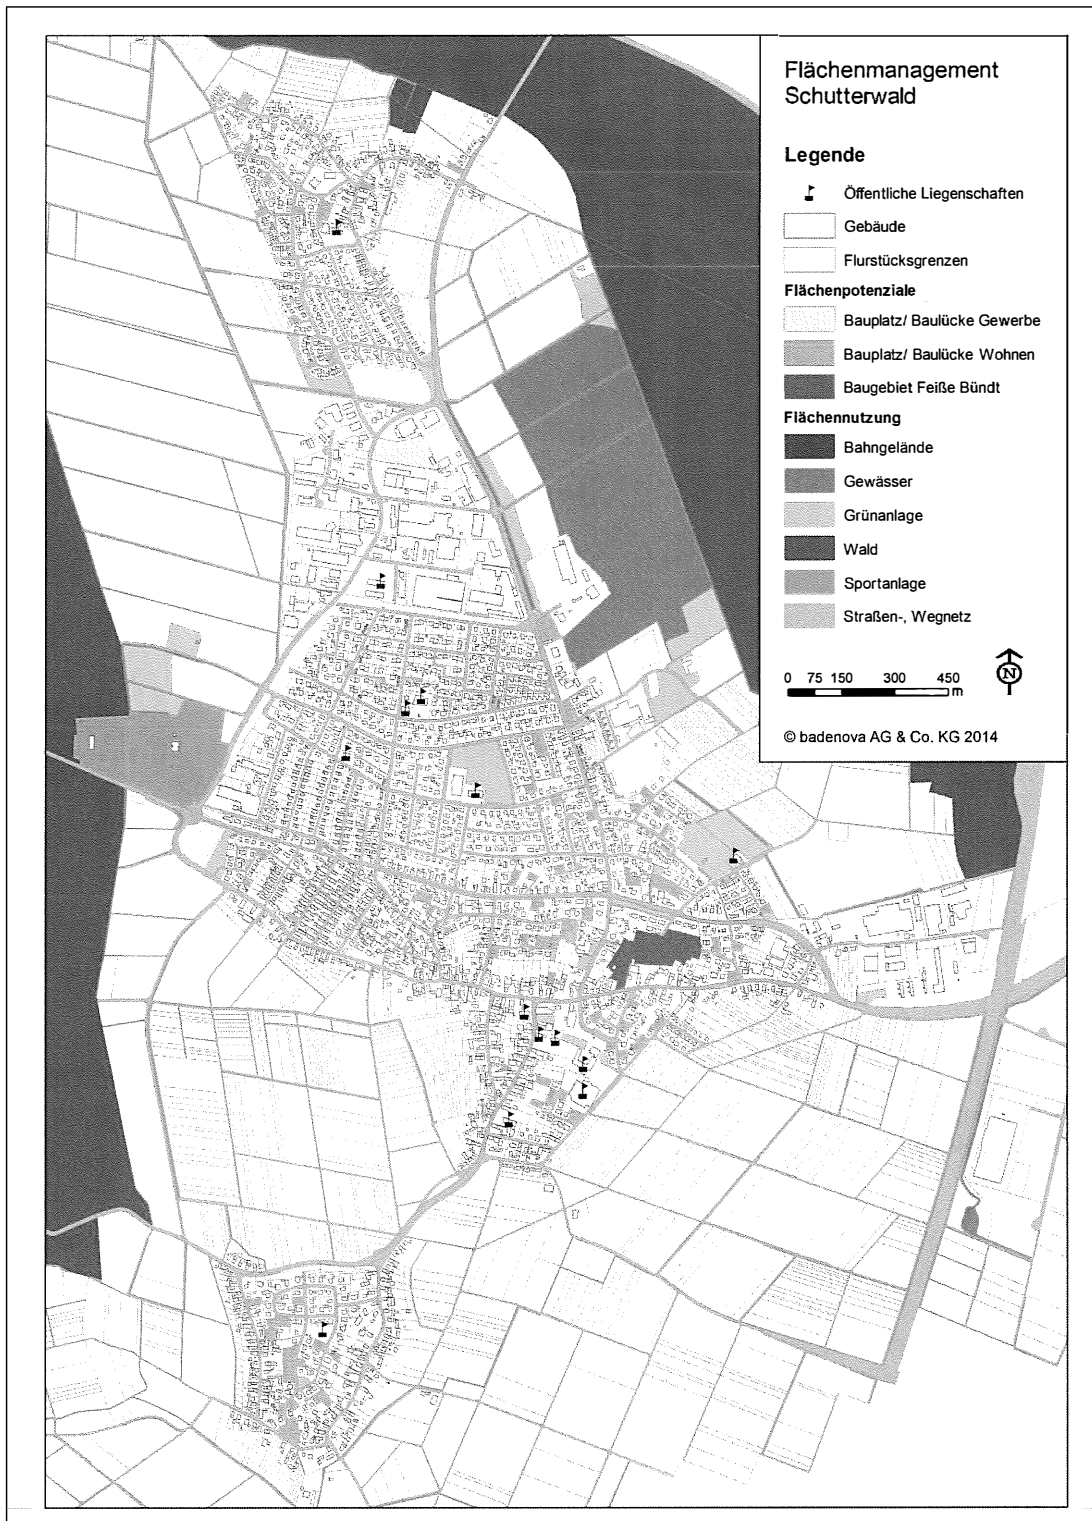 Flächenmanagement
Schutterwald
Legende
Öffentliche Liegenschaften
Gebäude
Flurstücksgrenzen
Flächenpotenziale
Bauplatz/ Baulücke Gewerbe
Bauplatz/ Baulücke Wohnen
Baugebiet Feiße Bündt
Flächennutzung
Bahngelände
Gewässer
Grünanlage
Wald
Sportanlage
Straßen-, Wegnetz
0 75 150 300 450
m
N
© badenova AG & Co. KG 2014